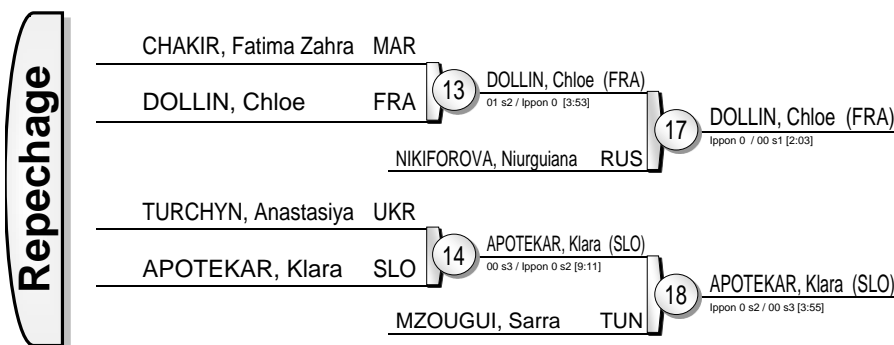 Repechage
CHAKIR, Fatima Zahra MAR
DOLLIN, Chloe FRA
13
DOLLIN, Chloe (FRA)
01 s2 / Ippon 0 [3:53]
NIKIFOROVA, Niurguiana RUS
17
DOLLIN, Chloe (FRA)
Ippon 0 / 00 s1 [2:03]
TURCHYN, Anastasiya UKR
APOTEKAR, Klara SLO
14
APOTEKAR, Klara (SLO)
00 s3 / Ippon 0 s2 [9:11]
MZOUGUI, Sarra TUN
18
APOTEKAR, Klara (SLO)
Ippon 0 s2 / 00 s3 [3:55]